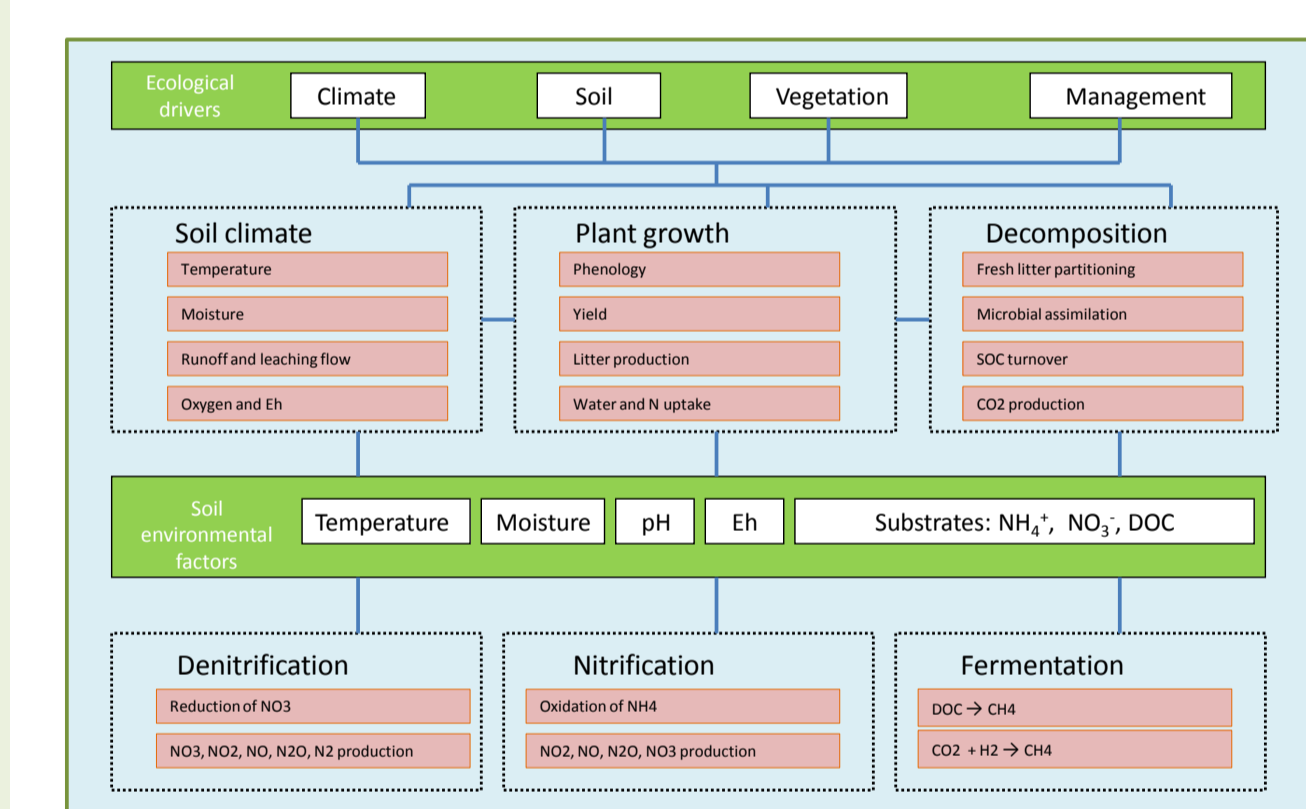 Ecological
drivers
Climate
Soil
Vegetation
Management
Soil climate
Temperature
Moisture
Runoff and leaching flow
Oxygen and Eh
Plant growth
Phenology
Yield
Litter production
Water and N uptake
Decomposition
Fresh litter partitioning
Microbial assimilation
SOC turnover
CO2 production
Soil
environmental
factors
Temperature
Moisture
pH
Eh
Substrates: NH₄⁺, NO₃⁻, DOC
Denitrification
Reduction of NO3
NO3, NO2, NO, N2O, N2 production
Nitrification
Oxidation of NH4
NO2, NO, N2O, NO3 production
Fermentation
DOC → CH4
CO2 + H2 → CH4